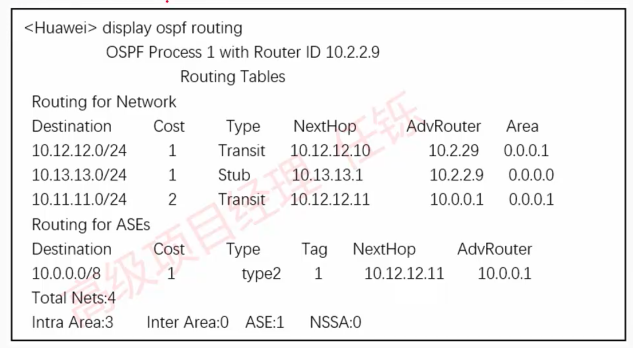 <Huawei> display ospf routing
OSPF Process 1 with Router ID 10.2.2.9
Routing Tables
Routing for Network
Destination Cost Type NextHop AdvRouter Area
10.12.12.0/24 1 Transit 10.12.12.10 10.2.29 0.0.0.1
10.13.13.0/24 1 Stub 10.13.13.1 10.2.2.9 0.0.0.0
10.11.11.0/24 2 Transit 10.12.12.11 10.0.0.1 0.0.0.1
Routing for ASEs
Destination Cost Type Tag NextHop AdvRouter
10.0.0.0/8 1 type2 1 10.12.12.11 10.0.0.1
Total Nets:4
Intra Area:3 Inter Area:0 ASE:1 NSSA:0
高级项目经理 任铄